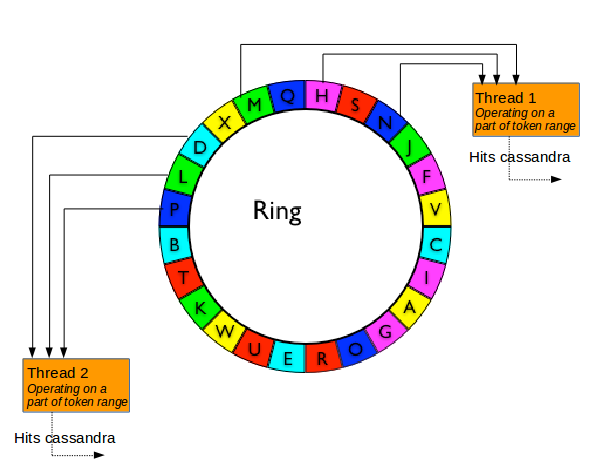 M Q H S N J F V C I A G O R E U W K T B P L D X
Ring
Thread 1
Operating on a
part of token range
Hits cassandra
Thread 2
Operating on a
part of token range
Hits cassandra